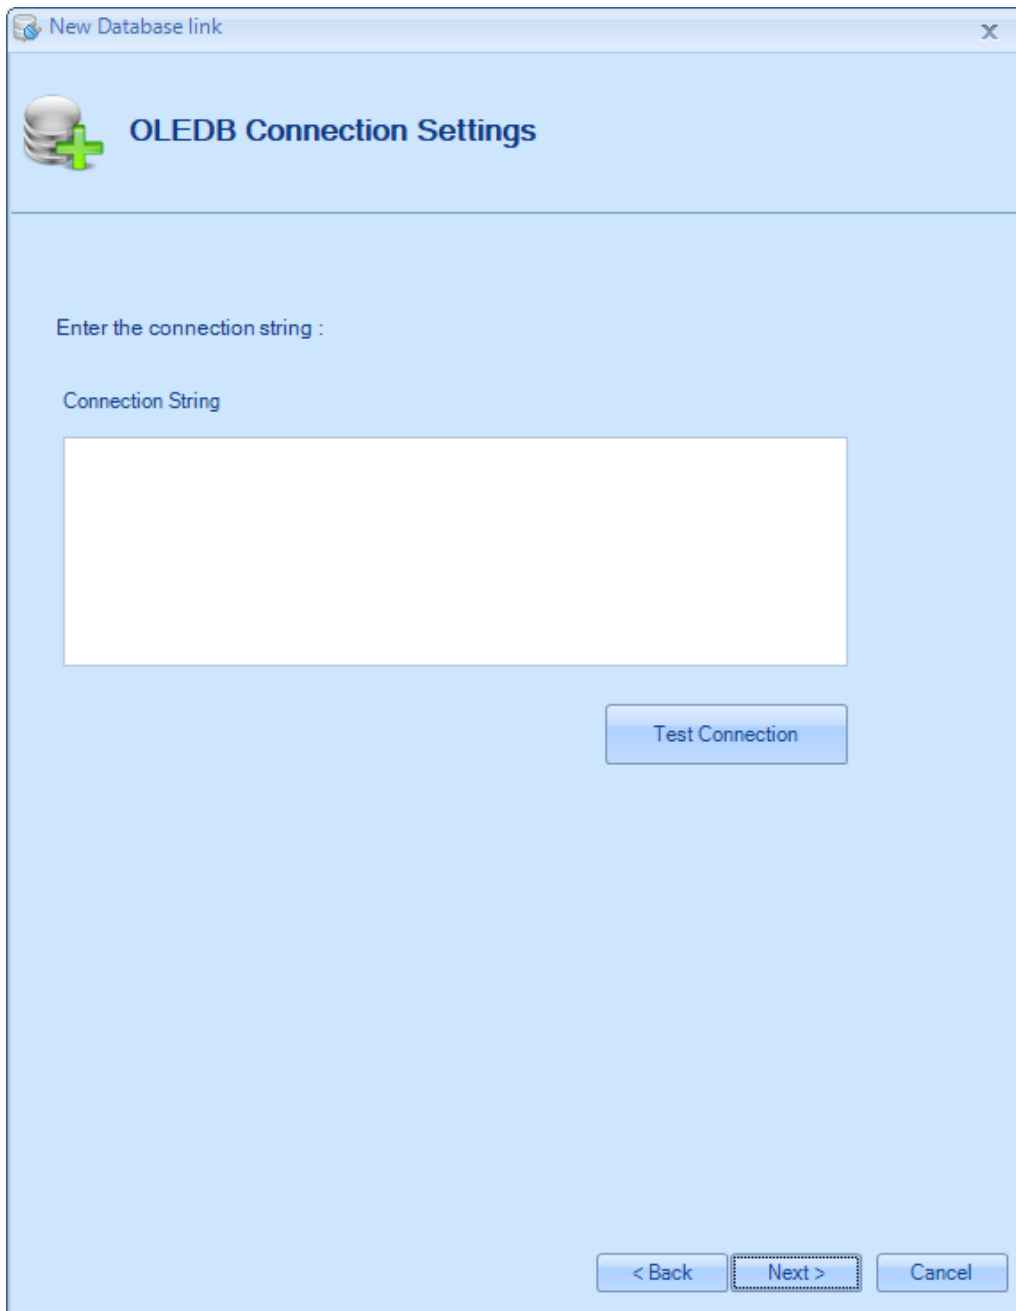 New Database link
x
OLEDB Connection Settings
Enter the connection string :
Connection String
Test Connection
< Back
Next >
Cancel